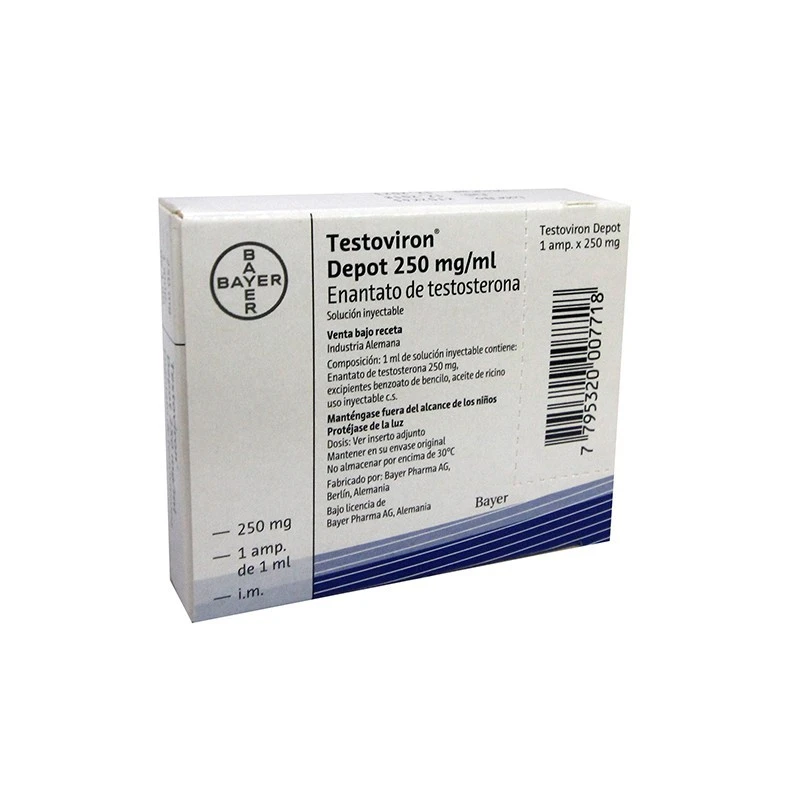 BAYER
BAYER
Testoviron®
Depot 250 mg/ml
Enantato de testosterona
Solución inyectable
Venta bajo receta
Industria Alemana
Composición: 1 ml de solución inyectable contiene:
Enantato de testosterona 250 mg,
excipientes benzoato de bencilo, aceite de ricino
uso inyectable c.s.
Manténgase fuera del alcance de los niños
Protéjase de la luz
Dosis: Ver inserto adjunto
Mantener en su envase original
No almacenar por encima de 30°C
Fabricado por: Bayer Pharma AG,
Berlín, Alemania
Bajo licencia de
Bayer Pharma AG, Alemania
Bayer
250 mg
1 amp.
de 1 ml
i.m.
Testoviron Depot
1 amp. x 250 mg
7 795320 007718